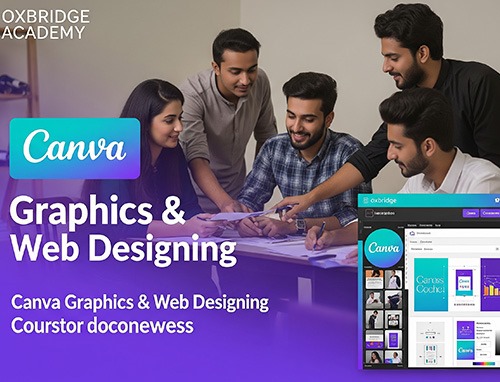 OXBRIDGE
ACADEMY
Canva
Graphics &
Web Designing
Canva Graphics & Web Designing
Courstor doconewess
oxbridge
Canva